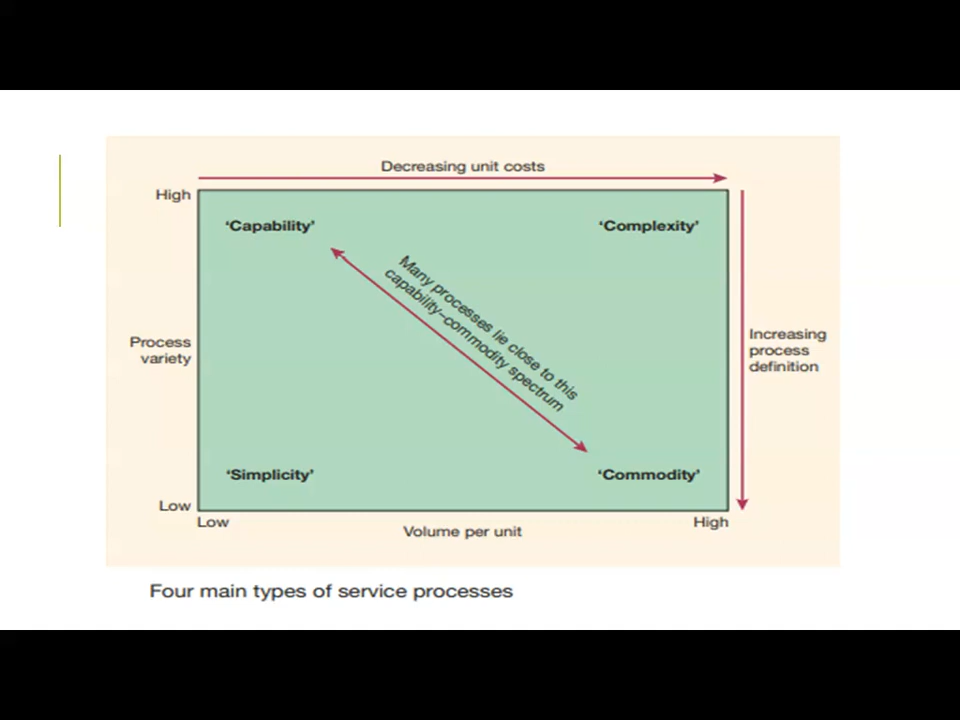 Decreasing unit costs
High
‘Capability’
‘Complexity’
Many processes lie close to this
capability–commodity spectrum
Process
variety
Increasing
process
definition
‘Simplicity’
‘Commodity’
Low
Low
Volume per unit
High
Four main types of service processes